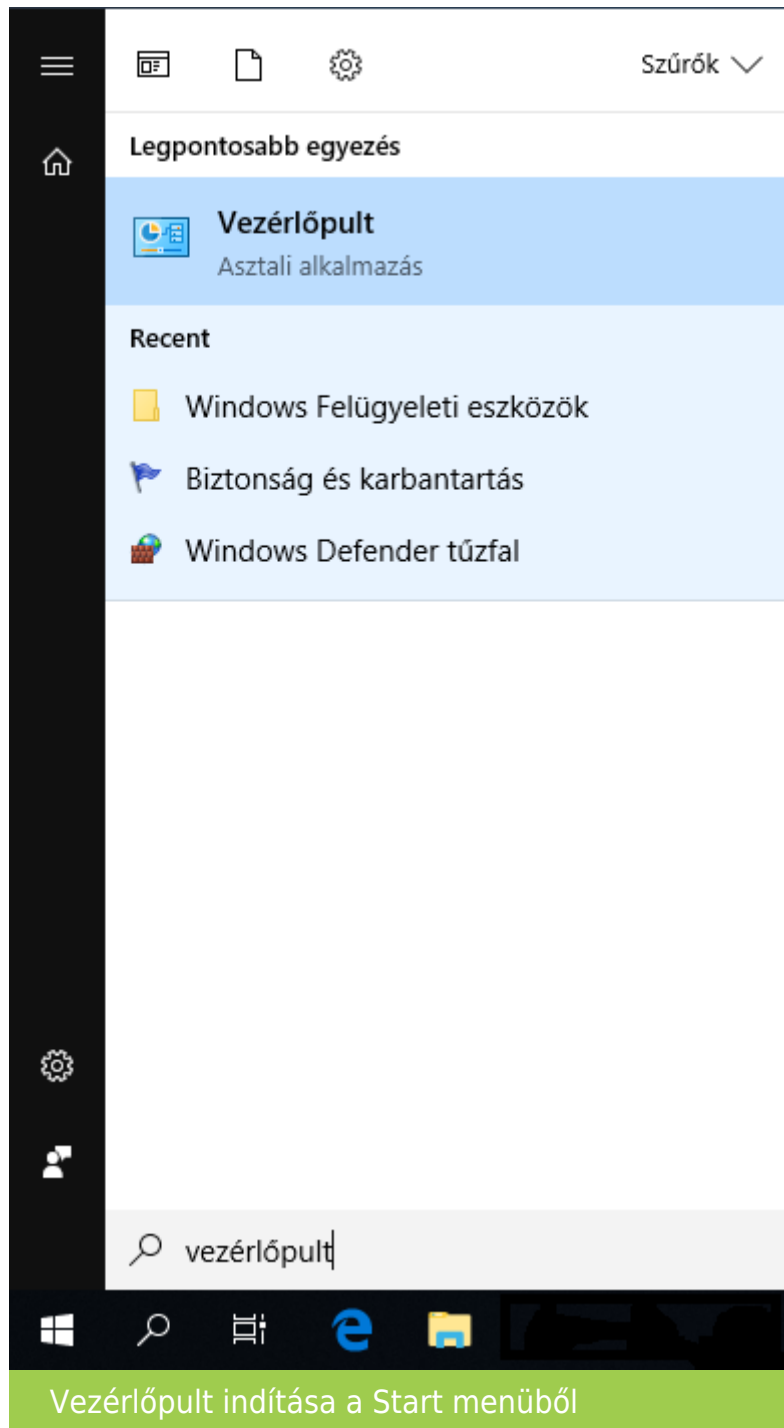 Szűrők
Legpontosabb egyezés
Vezérlőpult
Asztali alkalmazás
Recent
Windows Felügyeleti eszközök
Biztonság és karbantartás
Windows Defender tűzfal
vezérlőpult
Vezérlőpult indítása a Start menüből